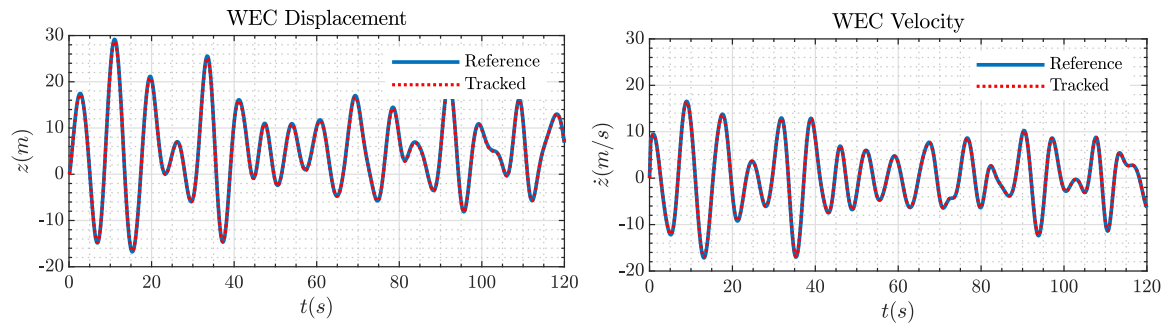 WEC Displacement
30
20
10
0
-10
-20
z(m)
Reference
Tracked
0 20 40 60 80 100 120
t(s)
WEC Velocity
30
20
10
0
-10
-20
ż(m/s)
Reference
Tracked
0 20 40 60 80 100 120
t(s)